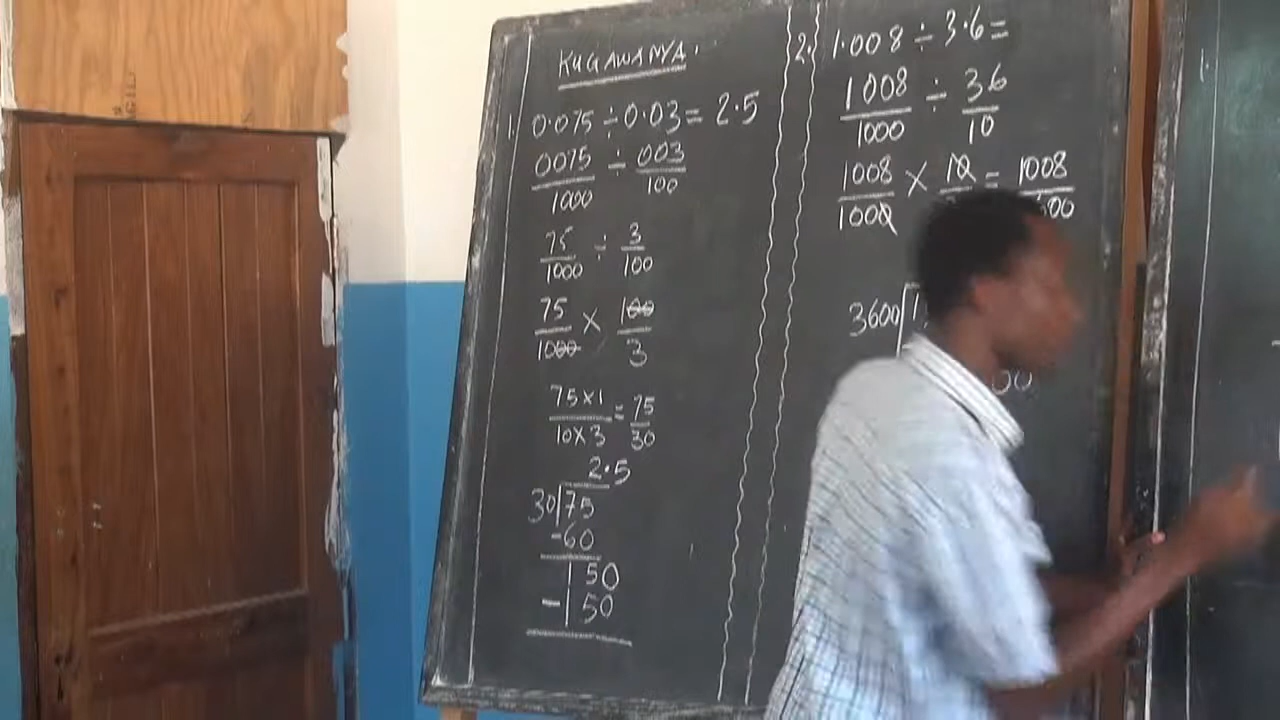 KUGAWANYA.
1. 0.075 ÷ 0.03 = 2.5
0075/1000 ÷ 003/100
75/1000 ÷ 3/100
75/1000 × 100/3
75×1/10×3 = 75/30
2.5
30 75
-60
150
-150
2. 1.008 ÷ 3.6 =
1008/1000 ÷ 36/10
1008/1000 × 10 = 1008
3600
00
1.